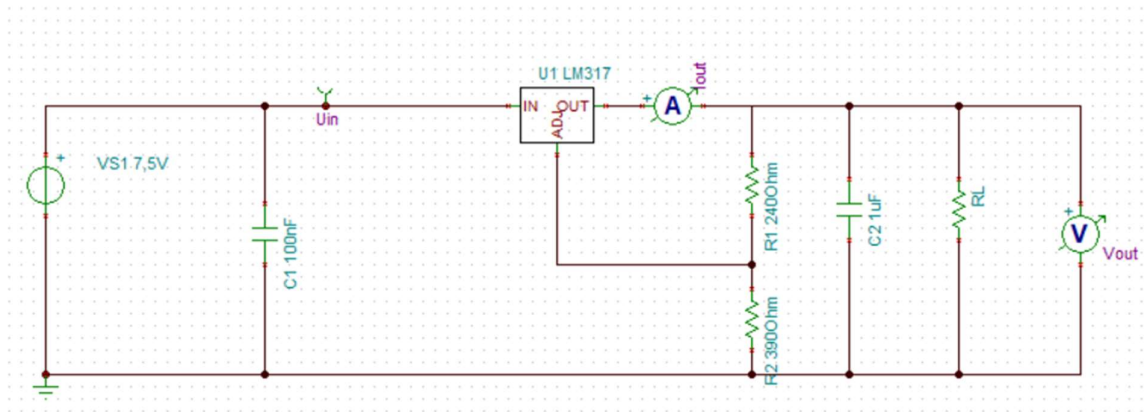 U1 LM317
Iout
IN
OUT
ADJ
A
+
Uin
VS1 7,5V
+
C1 100nF
R1 240Ohm
C2 1uF
RL
+
V
Vout
R2 390Ohm